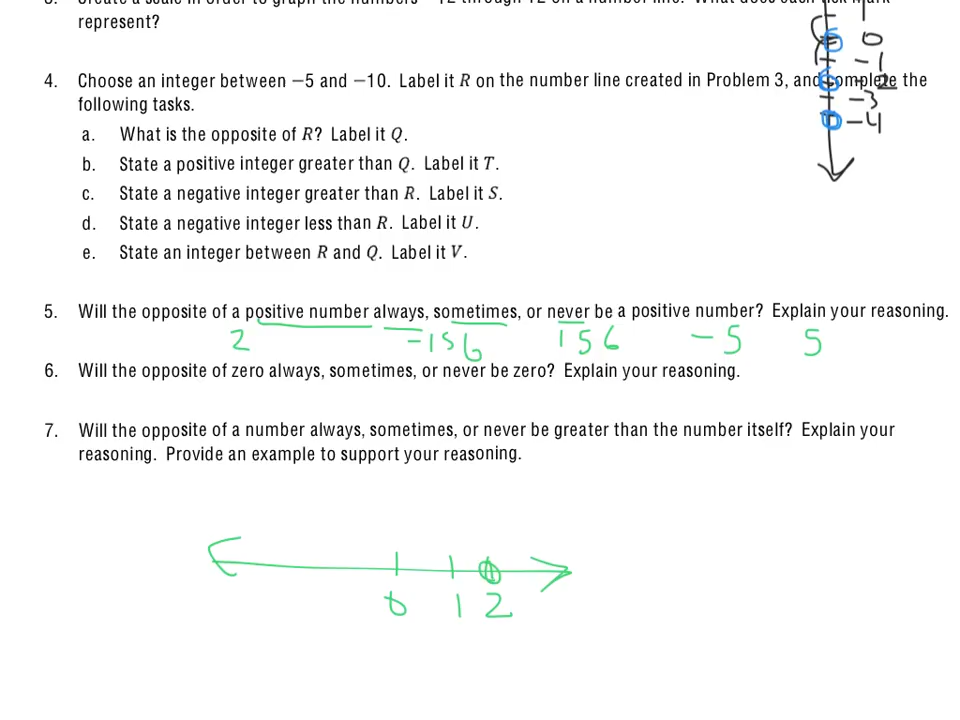 represent?
0
-1
4. Choose an integer between −5 and −10. Label it R on the number line created in Problem 3, and complete the
-2
following tasks.
-3
a. What is the opposite of R? Label it Q.
-4
b. State a positive integer greater than Q. Label it T.
c. State a negative integer greater than R. Label it S.
d. State a negative integer less than R. Label it U.
e. State an integer between R and Q. Label it V.
5. Will the opposite of a positive number always, sometimes, or never be a positive number? Explain your reasoning.
2 -156 156 -5 5
6. Will the opposite of zero always, sometimes, or never be zero? Explain your reasoning.
7. Will the opposite of a number always, sometimes, or never be greater than the number itself? Explain your
reasoning. Provide an example to support your reasoning.
0 1 2